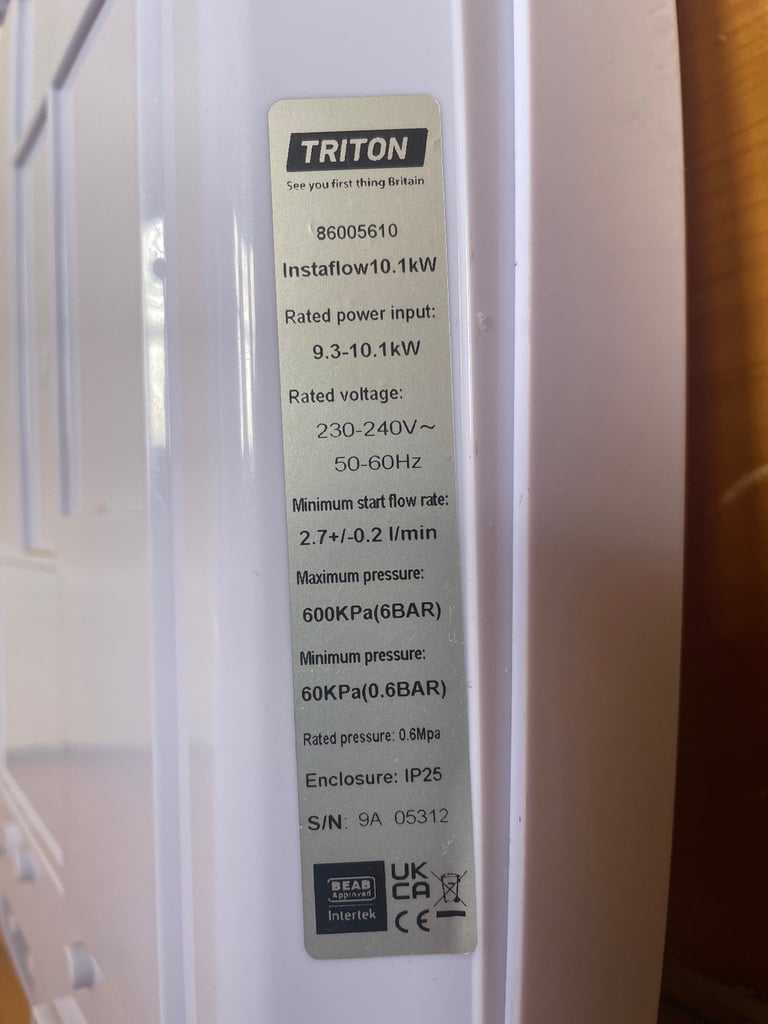 TRITON
See you first thing Britain
86005610
Instaflow10.1kW
Rated power input:
9.3-10.1kW
Rated voltage:
230-240V~
50-60Hz
Minimum start flow rate:
2.7+/-0.2 l/min
Maximum pressure:
600KPa(6BAR)
Minimum pressure:
60KPa(0.6BAR)
Rated pressure: 0.6Mpa
Enclosure: IP25
S/N: 9A 05312
BEAB
Approved
Intertek
UK
CA
CE